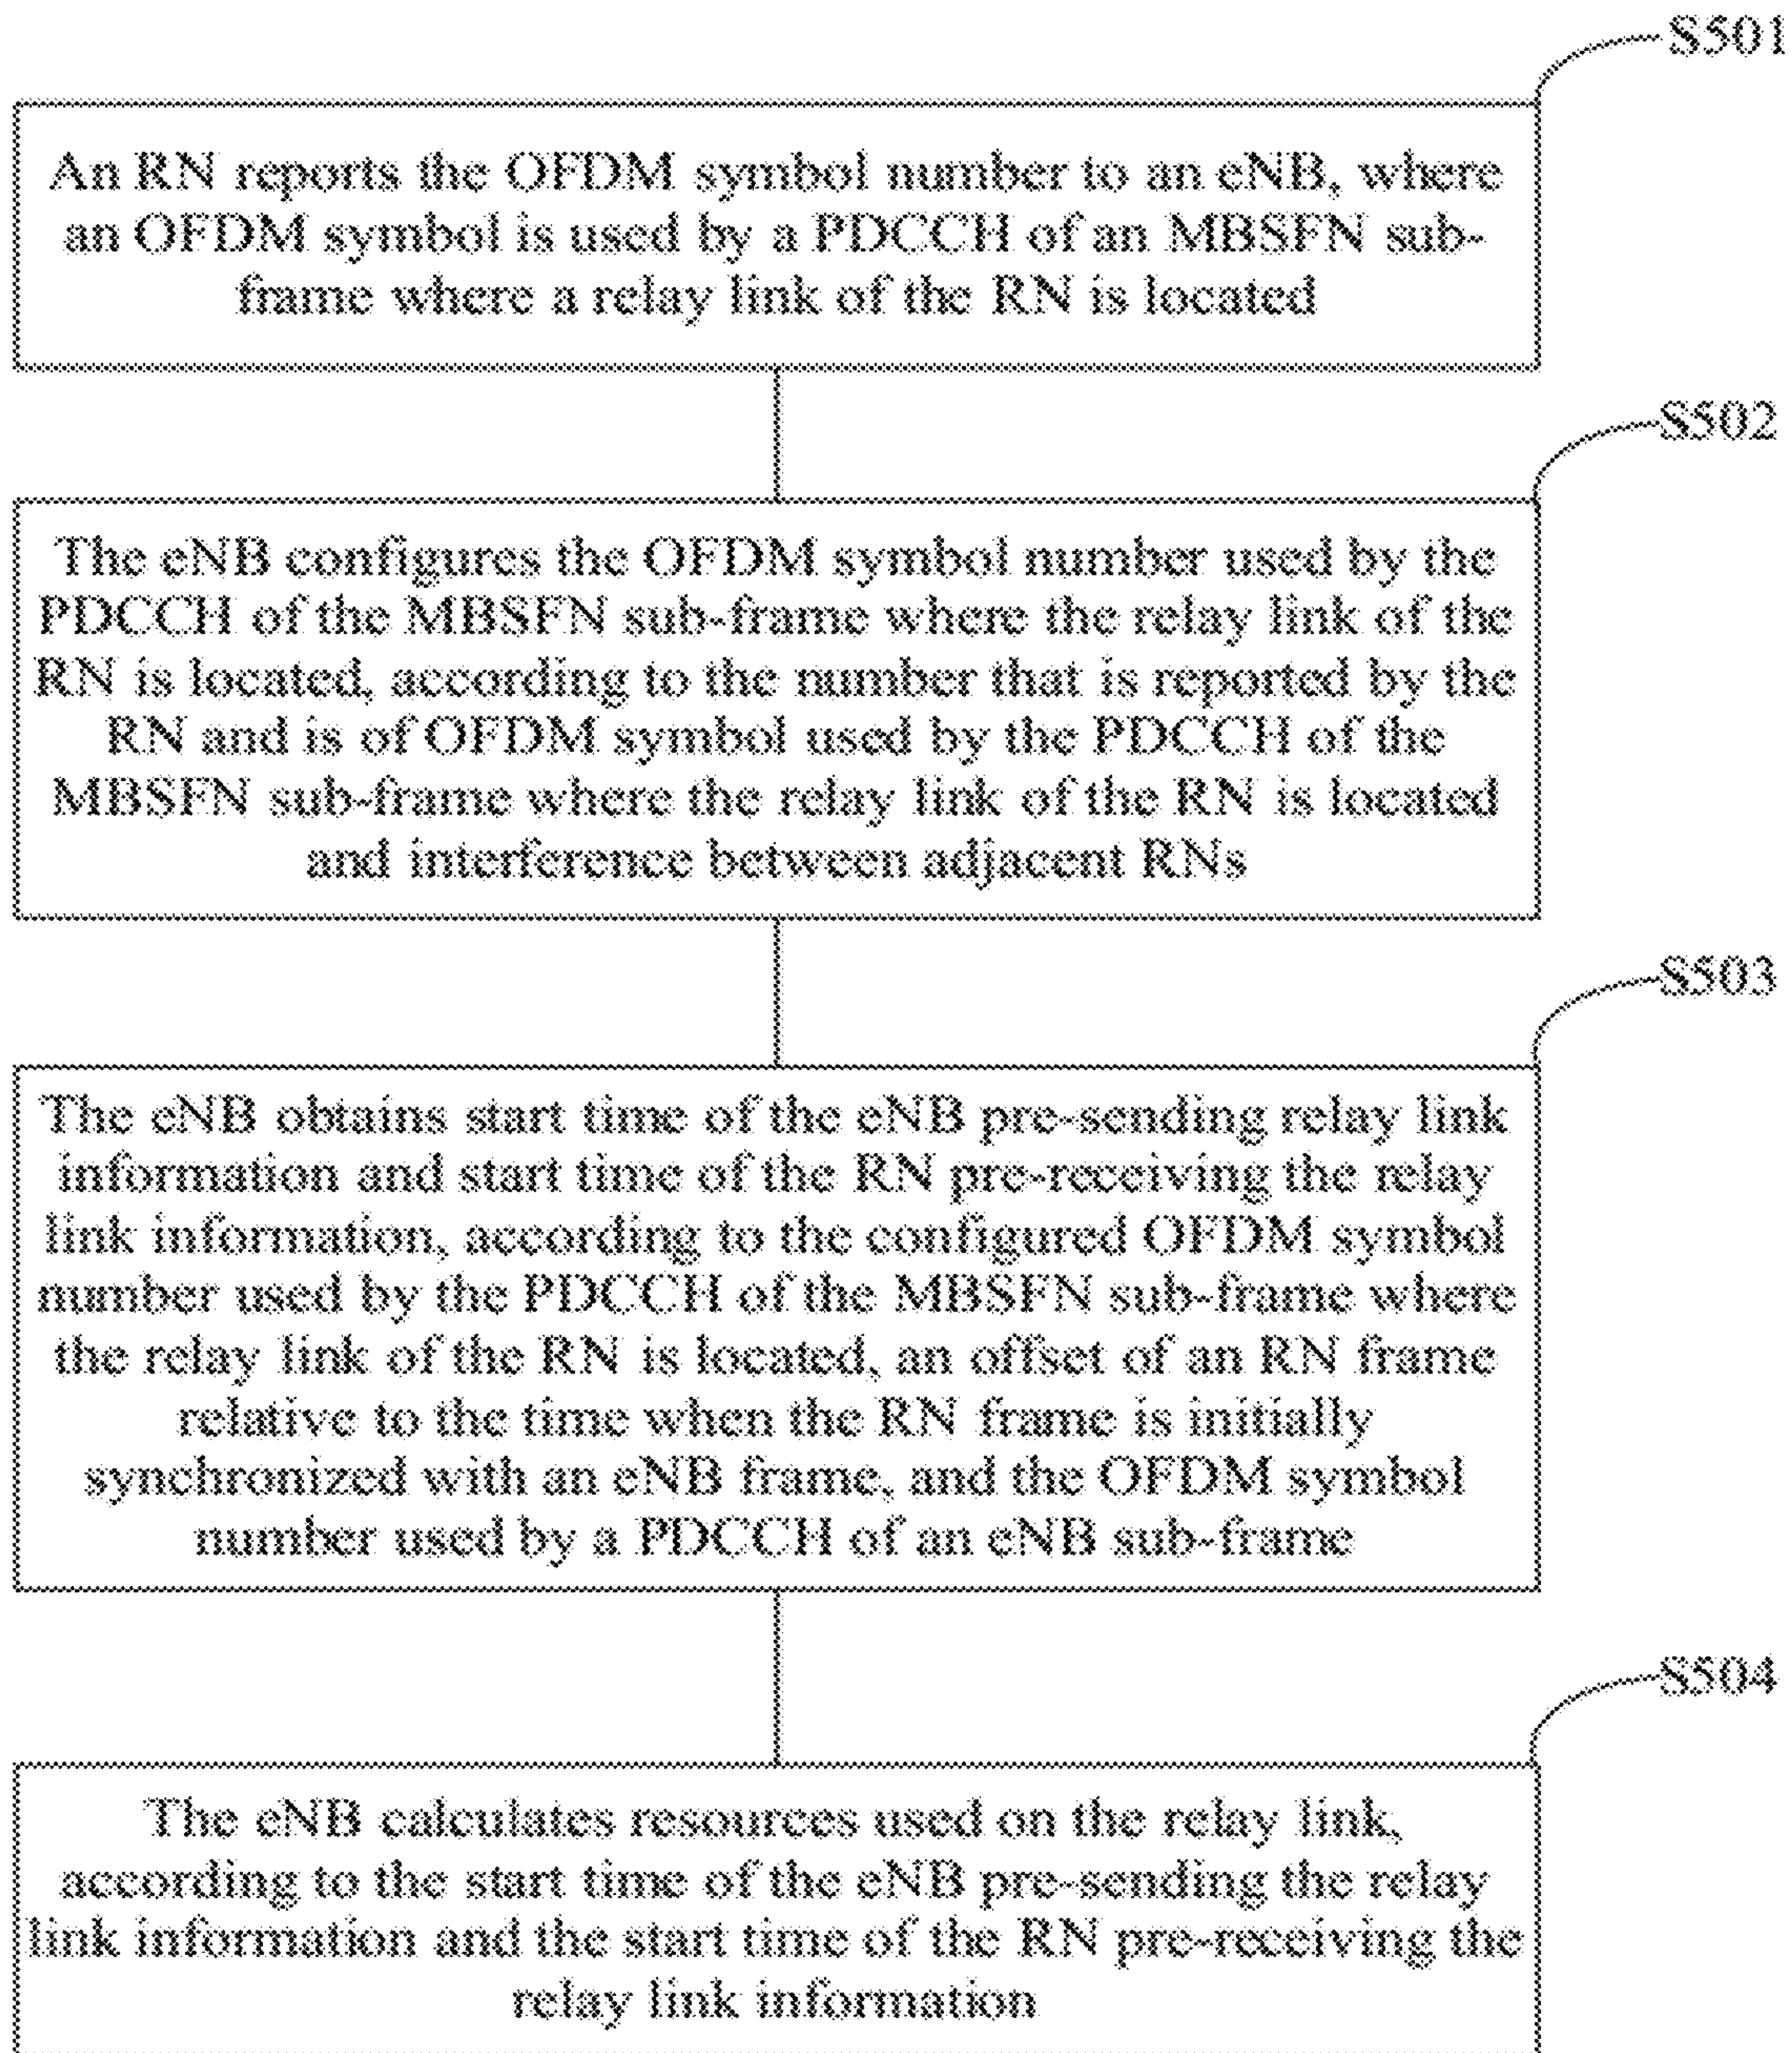 S501
An RN reports the OFDM symbol number to an eNB, where
an OFDM symbol is used by a PDCCH of an MBSFN sub-
frame where a relay link of the RN is located
S502
The eNB configures the OFDM symbol number used by the
PDCCH of the MBSFN sub-frame where the relay link of the
RN is located, according to the number that is reported by the
RN and is of OFDM symbol used by the PDCCH of the
MBSFN sub-frame where the relay link of the RN is located
and interference between adjacent RNs
S503
The eNB obtains start time of the eNB pre-sending relay link
information and start time of the RN pre-receiving the relay
link information, according to the configured OFDM symbol
number used by the PDCCH of the MBSFN sub-frame where
the relay link of the RN is located, an offset of an RN frame
relative to the time when the RN frame is initially
synchronized with an eNB frame, and the OFDM symbol
number used by a PDCCH of an eNB sub-frame
S504
The eNB calculates resources used on the relay link,
according to the start time of the eNB pre-sending the relay
link information and the start time of the RN pre-receiving the
relay link information